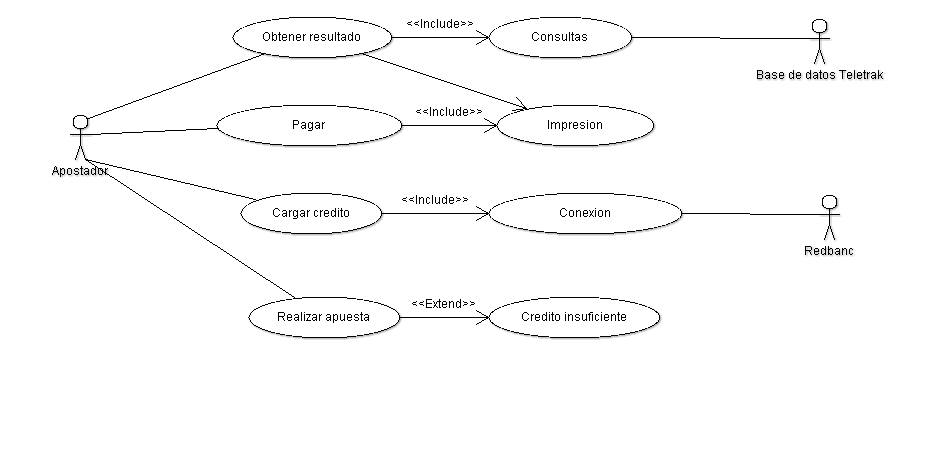 Obtener resultado
<<Include>>
Consultas
Base de datos Teletrak
Pagar
<<Include>>
Impresion
Apostador
Cargar credito
<<Include>>
Conexion
Redbanc
Realizar apuesta
<<Extend>>
Credito insuficiente